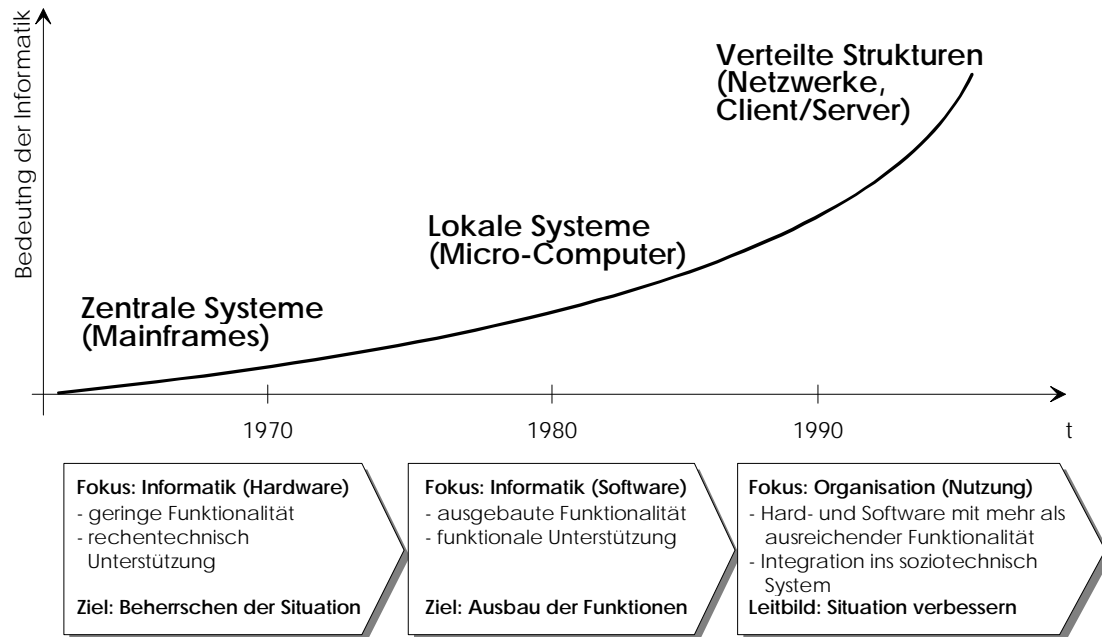 Bedeutng der Informatik
Verteilte Strukturen
(Netzwerke,
Client/Server)
Lokale Systeme
(Micro-Computer)
Zentrale Systeme
(Mainframes)
1970
1980
1990
t
Fokus: Informatik (Hardware)
- geringe Funktionalität
- rechentechnisch
Unterstützung
Ziel: Beherrschen der Situation
Fokus: Informatik (Software)
- ausgebaute Funktionalität
- funktionale Unterstützung
Ziel: Ausbau der Funktionen
Fokus: Organisation (Nutzung)
- Hard- und Software mit mehr als
ausreichender Funktionalität
- Integration ins soziotechnisch
System
Leitbild: Situation verbessern